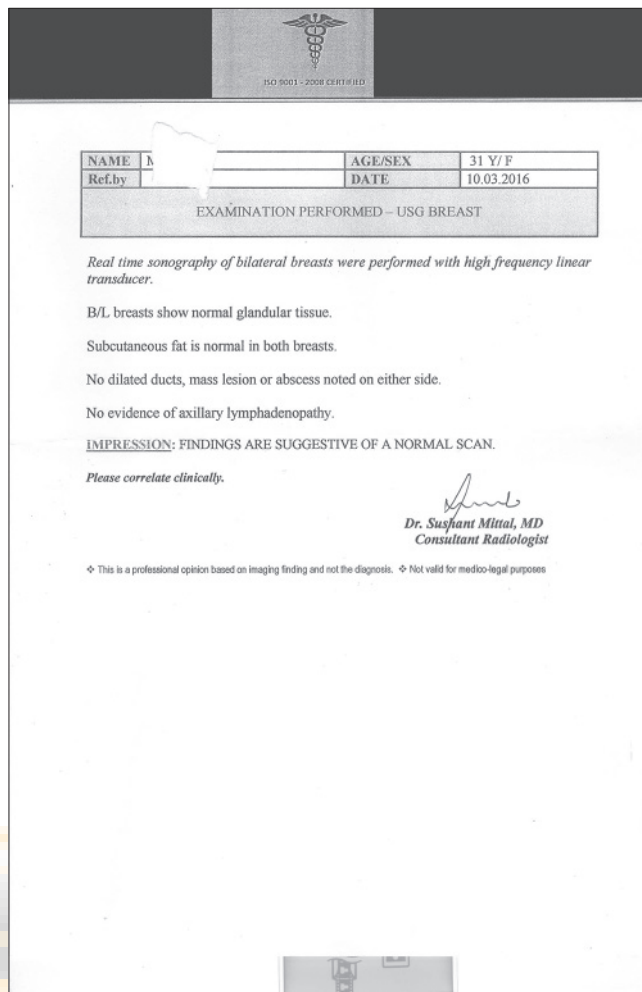 ISO 9001 - 2008 CERTIFIED
NAME M AGE/SEX 31 Y/ F
Ref.by DATE 10.03.2016
EXAMINATION PERFORMED – USG BREAST
Real time sonography of bilateral breasts were performed with high frequency linear
transducer.
B/L breasts show normal glandular tissue.
Subcutaneous fat is normal in both breasts.
No dilated ducts, mass lesion or abscess noted on either side.
No evidence of axillary lymphadenopathy.
IMPRESSION: FINDINGS ARE SUGGESTIVE OF A NORMAL SCAN.
Please correlate clinically.
Dr. Sushant Mittal, MD
Consultant Radiologist
❖ This is a professional opinion based on imaging finding and not the diagnosis. ❖ Not valid for medico-legal purposes